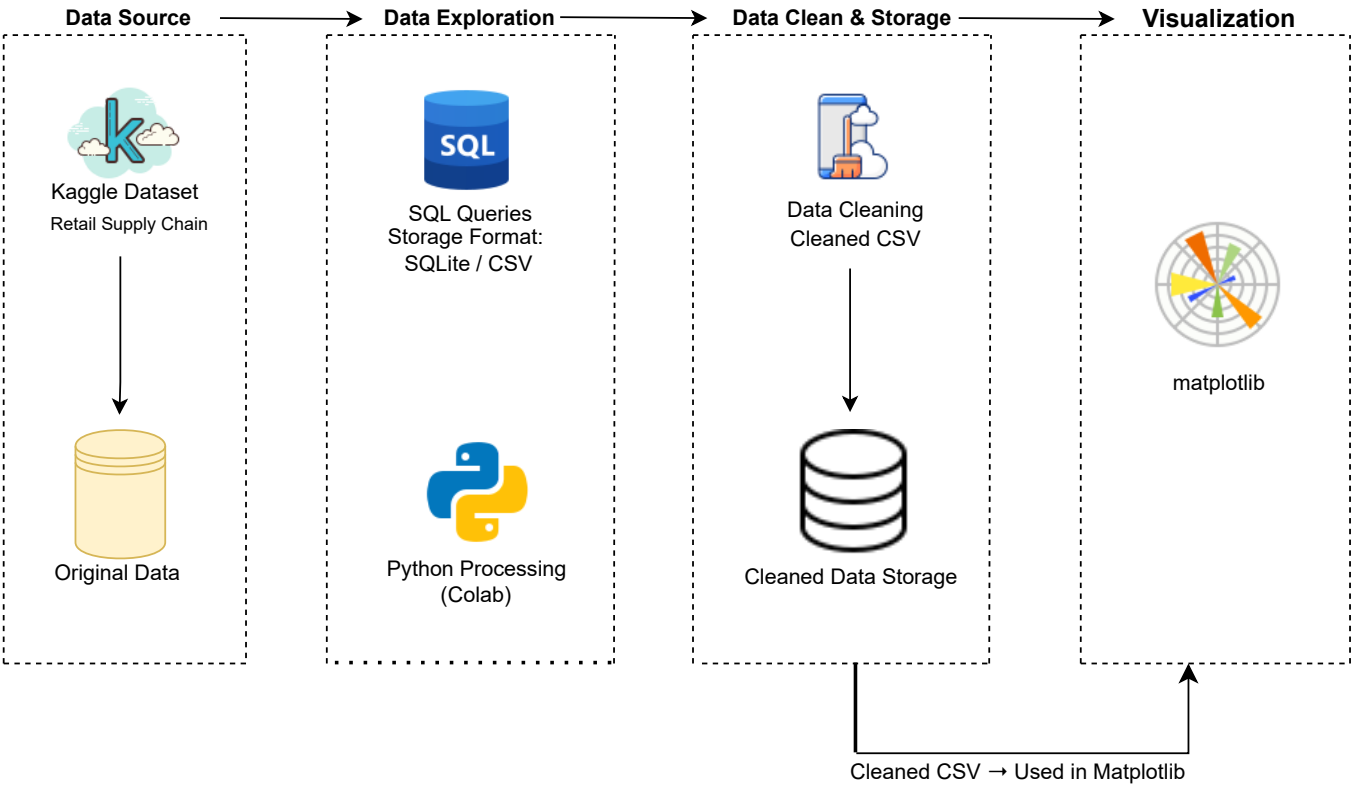 Data Source
Data Exploration
Data Clean & Storage
Visualization
k
Kaggle Dataset
Retail Supply Chain
Original Data
SQL
SQL Queries
Storage Format:
SQLite / CSV
Python Processing
(Colab)
Data Cleaning
Cleaned CSV
Cleaned Data Storage
matplotlib
Cleaned CSV → Used in Matplotlib